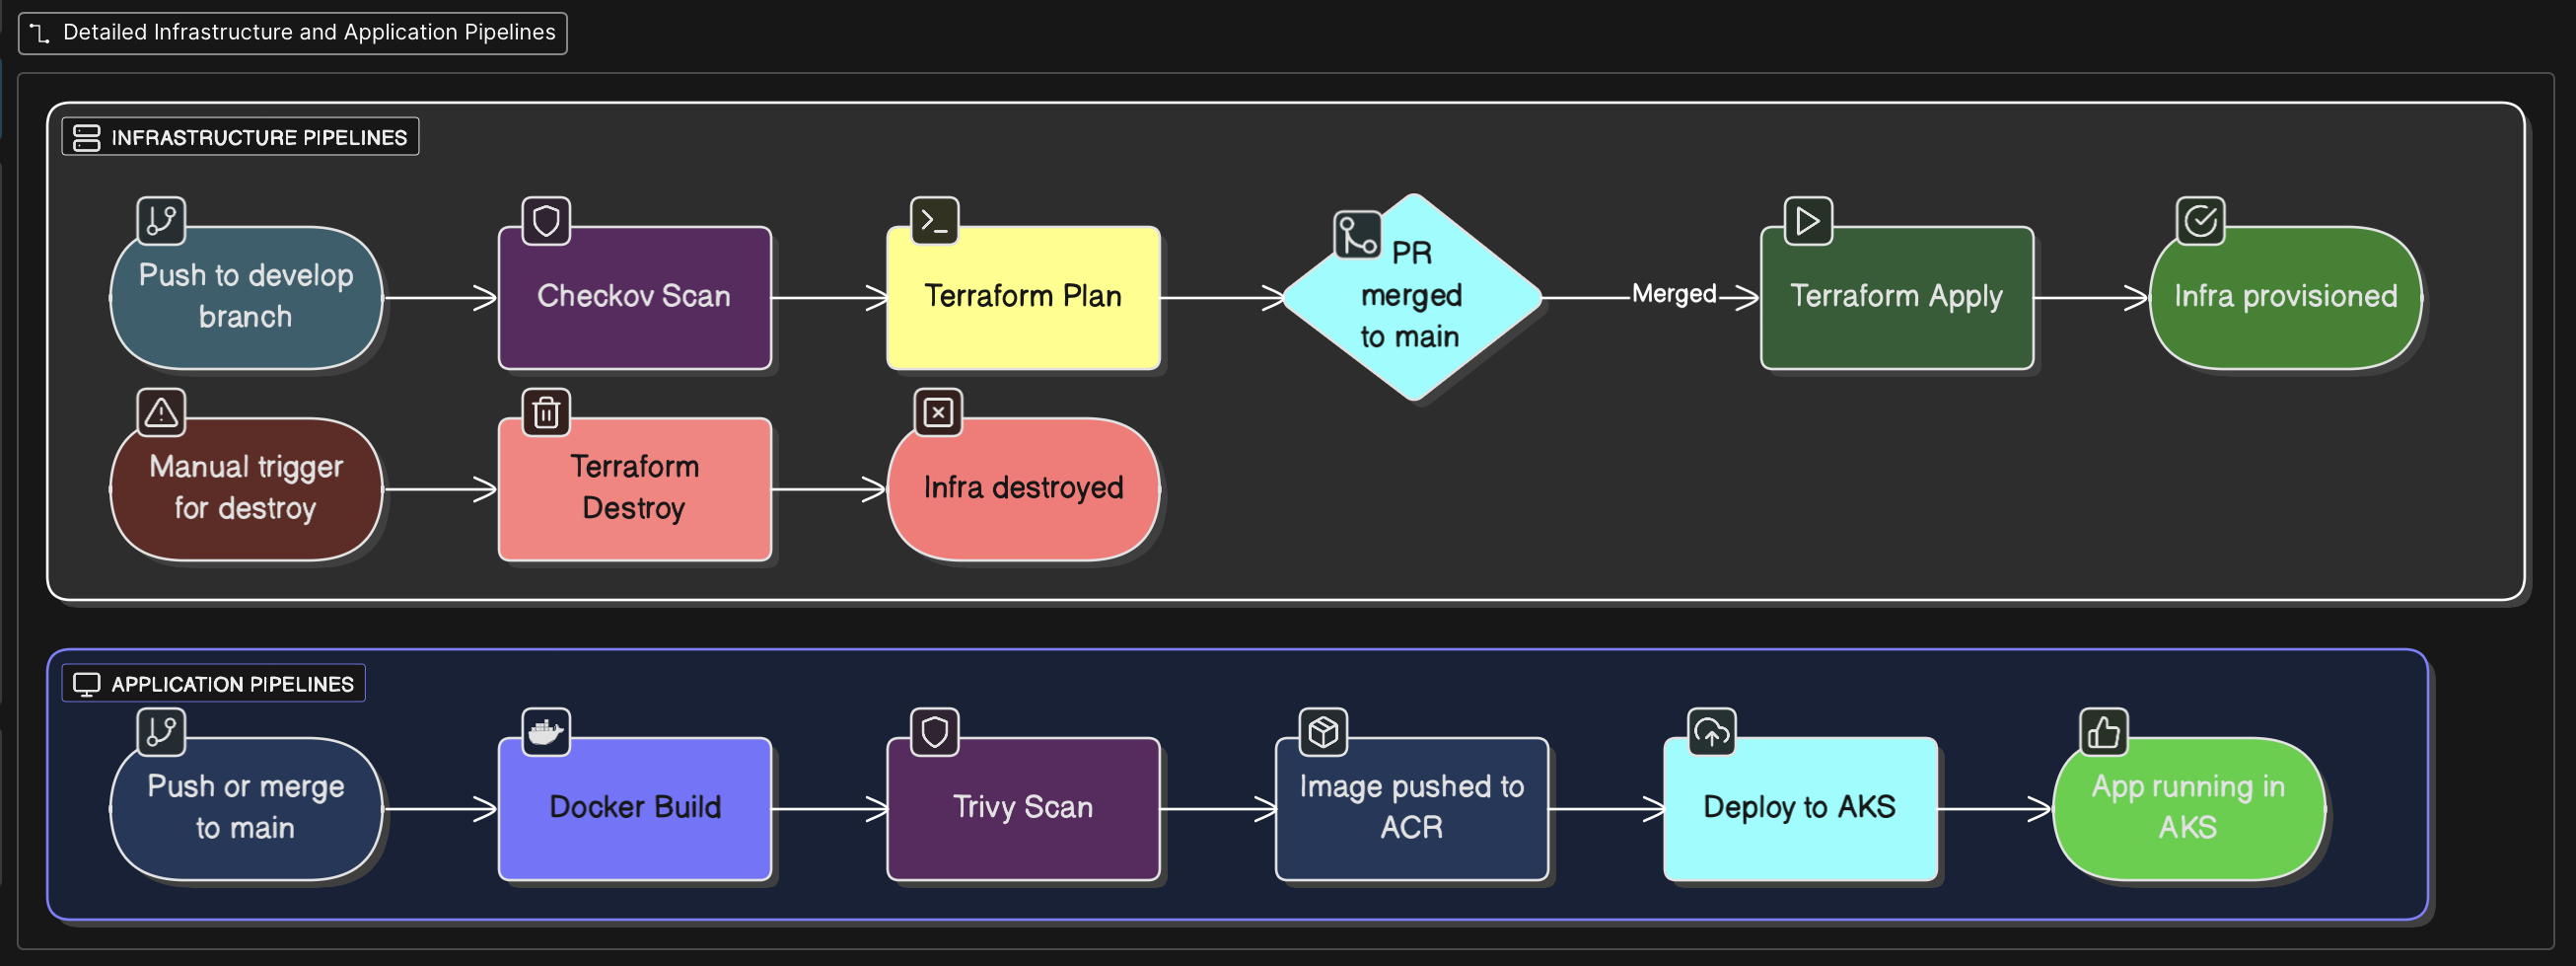 Detailed Infrastructure and Application Pipelines
INFRASTRUCTURE PIPELINES
Push to develop
branch
Checkov Scan
Terraform Plan
PR
merged
to main
Merged
Terraform Apply
Infra provisioned
Manual trigger
for destroy
Terraform
Destroy
Infra destroyed
APPLICATION PIPELINES
Push or merge
to main
Docker Build
Trivy Scan
Image pushed to
ACR
Deploy to AKS
App running in
AKS